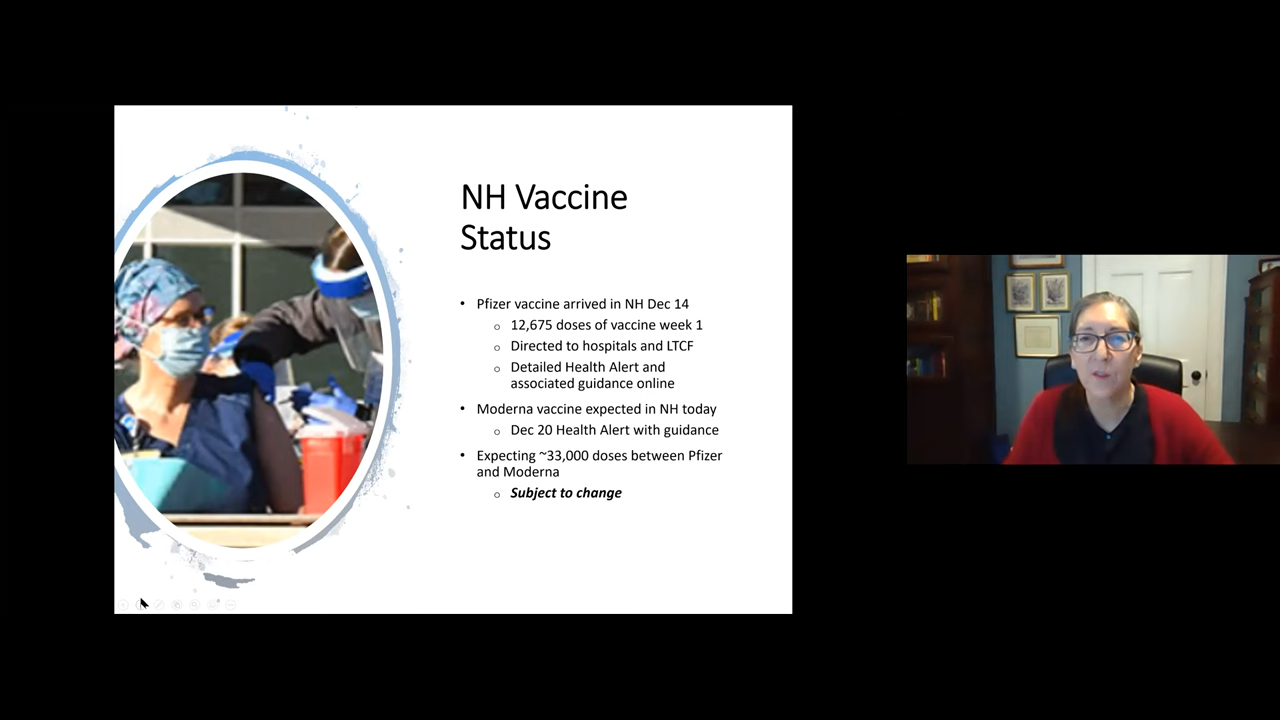 NH Vaccine
Status
• Pfizer vaccine arrived in NH Dec 14
o 12,675 doses of vaccine week 1
o Directed to hospitals and LTCF
o Detailed Health Alert and
associated guidance online
• Moderna vaccine expected in NH today
o Dec 20 Health Alert with guidance
• Expecting ~33,000 doses between Pfizer
and Moderna
o Subject to change